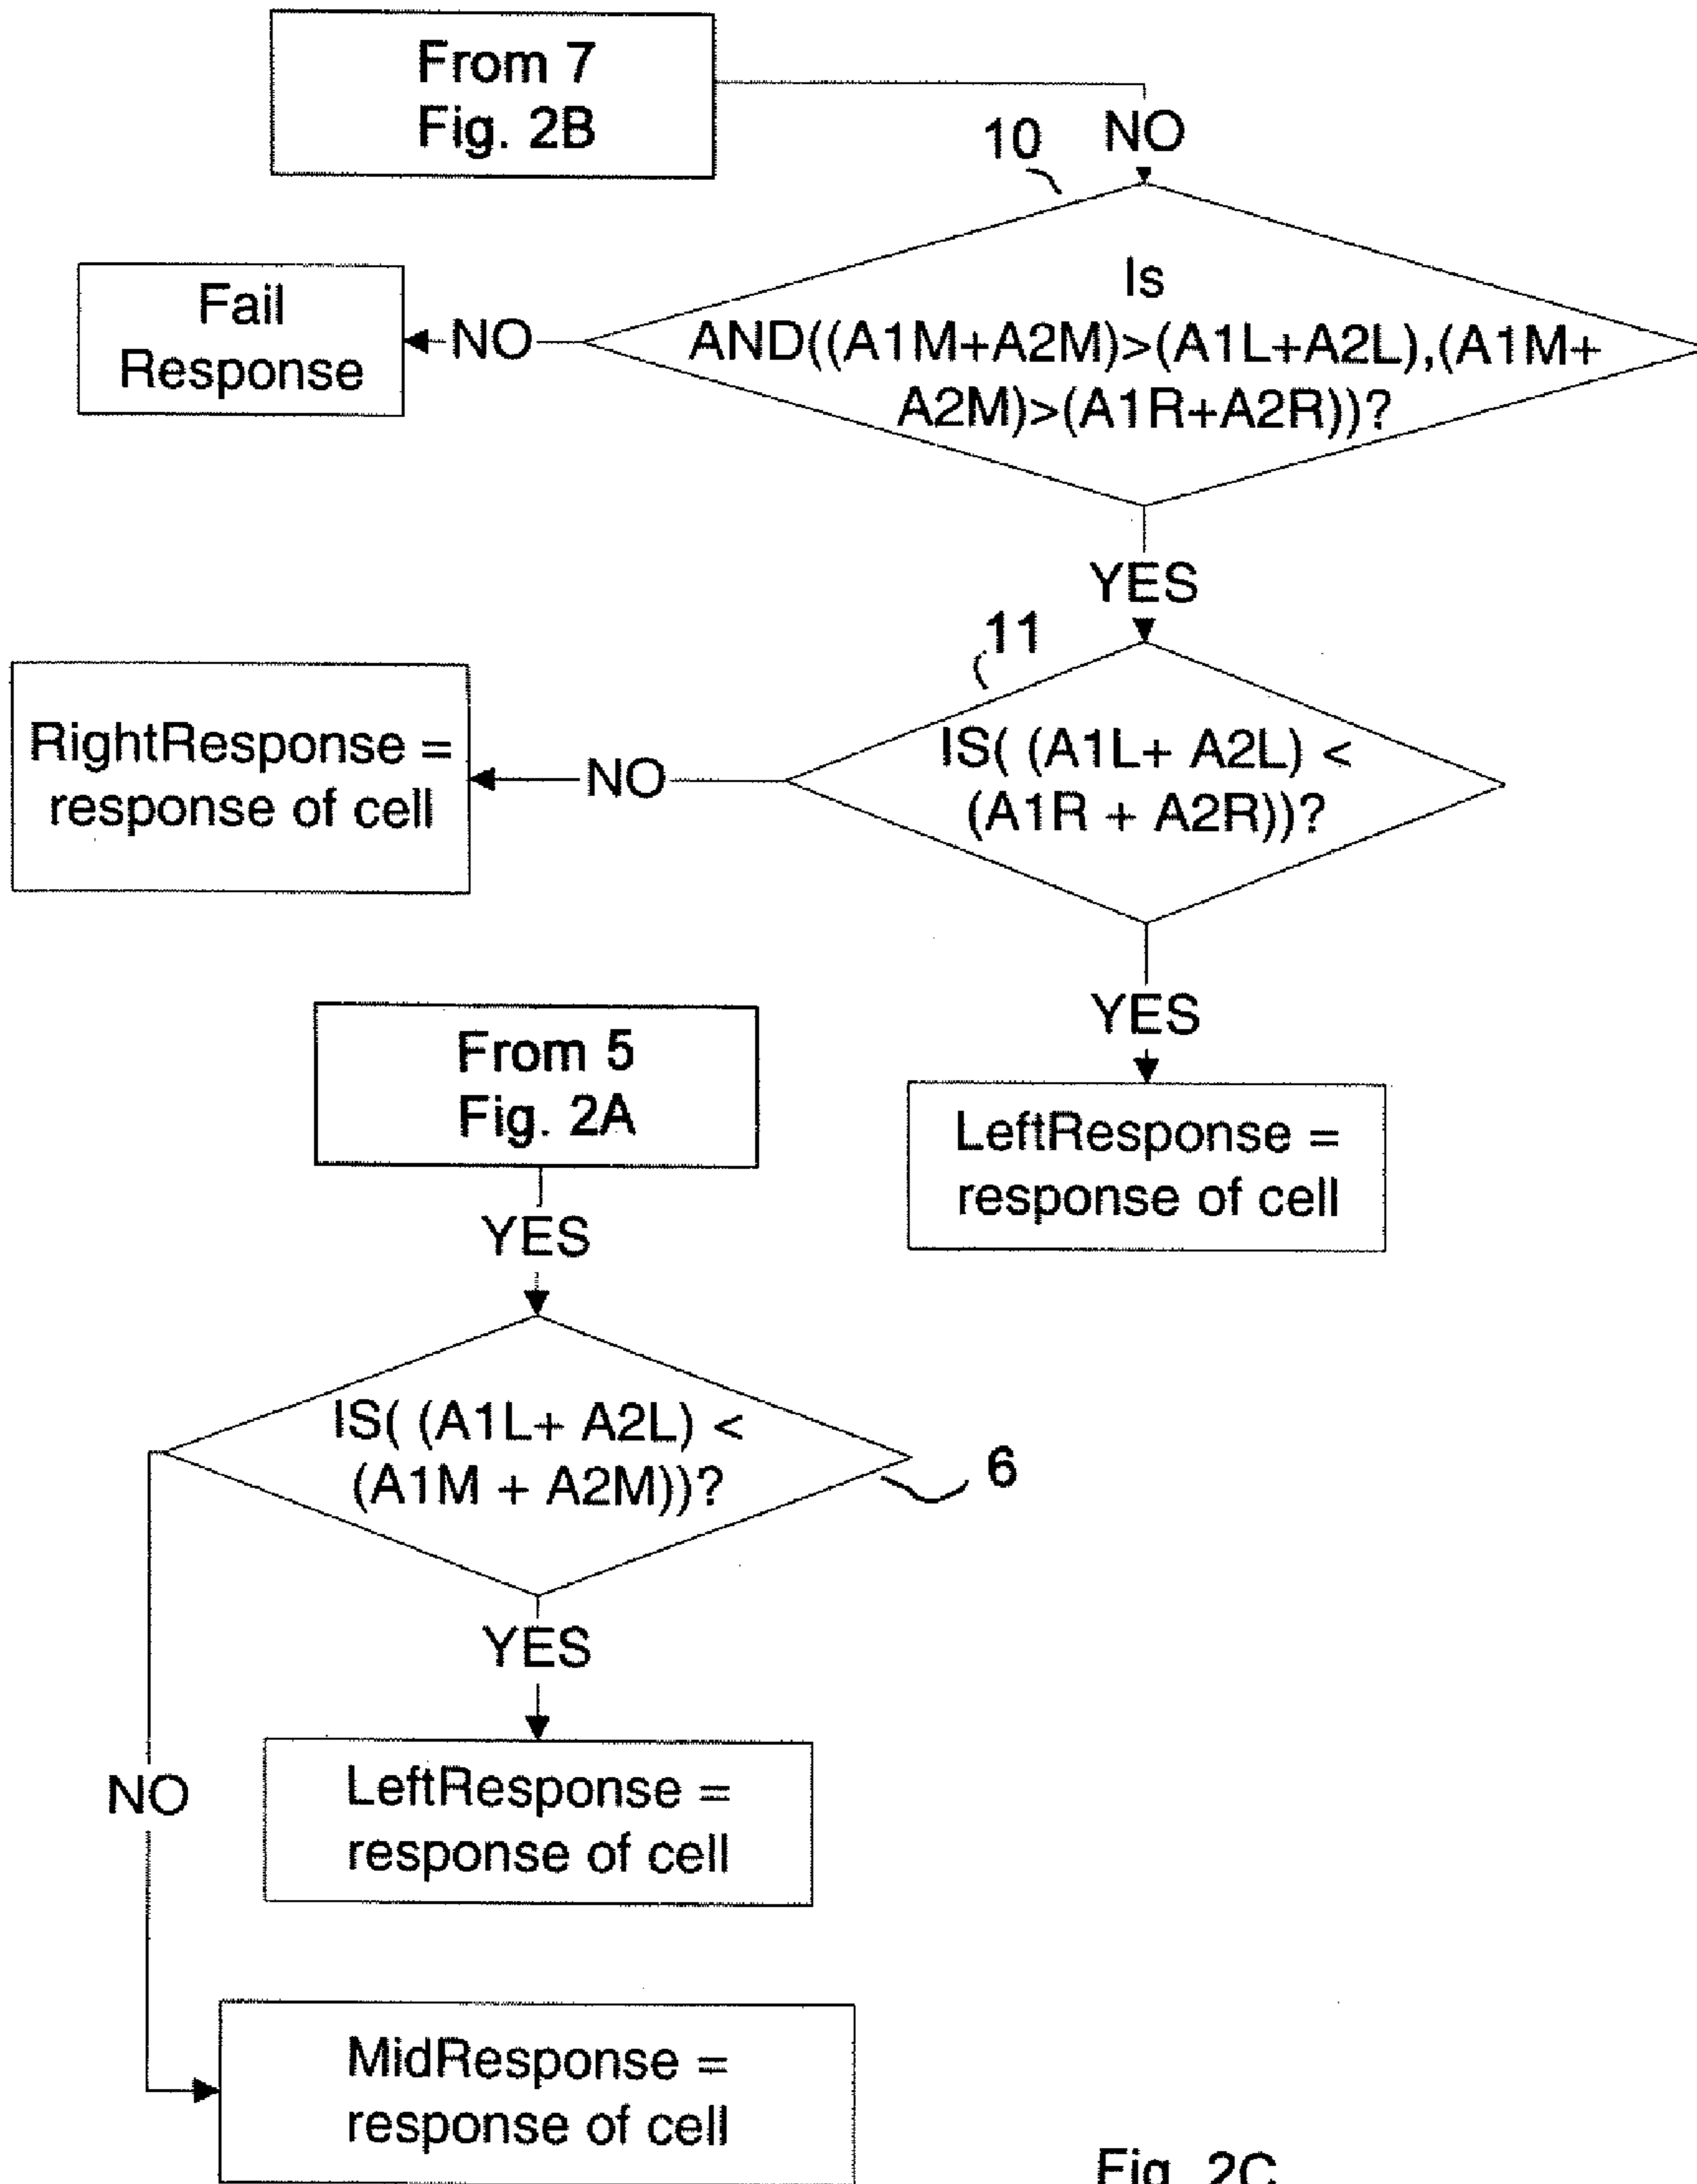 From 7
Fig. 2B
NO
10
Is
AND((A1M+A2M)>(A1L+A2L),(A1M+
A2M)>(A1R+A2R))?
NO
Fail
Response
YES
11
IS( (A1L+ A2L) <
(A1R + A2R))?
NO
RightResponse =
response of cell
YES
LeftResponse =
response of cell
From 5
Fig. 2A
YES
IS( (A1L+ A2L) <
(A1M + A2M))?
6
YES
LeftResponse =
response of cell
NO
MidResponse =
response of cell
Fig. 2C